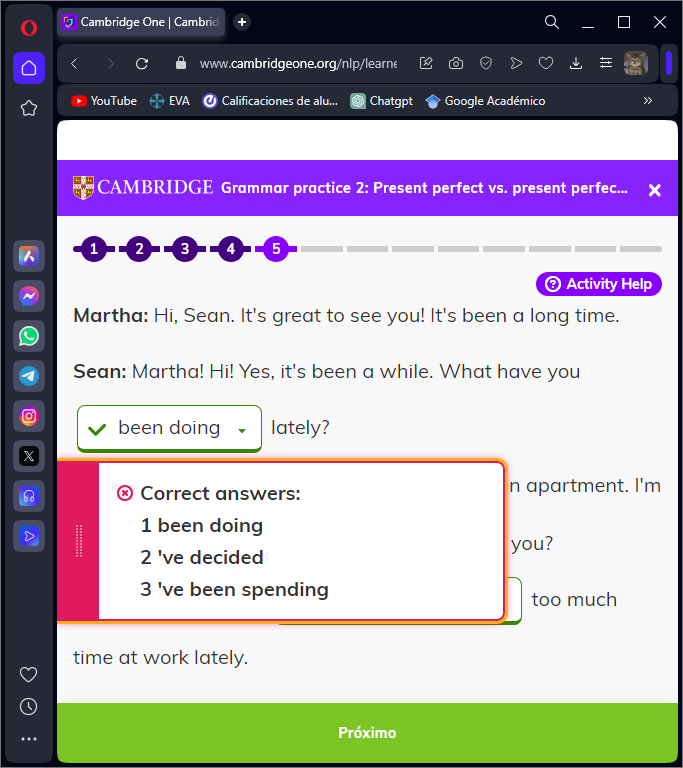 Cambridge One | Cambrid
www.cambridgeone.org/nlp/learne
YouTube
EVA
Calificaciones de alu...
Chatgpt
Google Académico
»
CAMBRIDGE
Grammar practice 2: Present perfect vs. present perfec...
1 2 3 4 5
Activity Help
Martha: Hi, Sean. It's great to see you! It's been a long time.
Sean: Martha! Hi! Yes, it's been a while. What have you
been doing lately?
n apartment. I'm
Correct answers:
1 been doing
2 've decided
3 've been spending
you?
too much
time at work lately.
Próximo